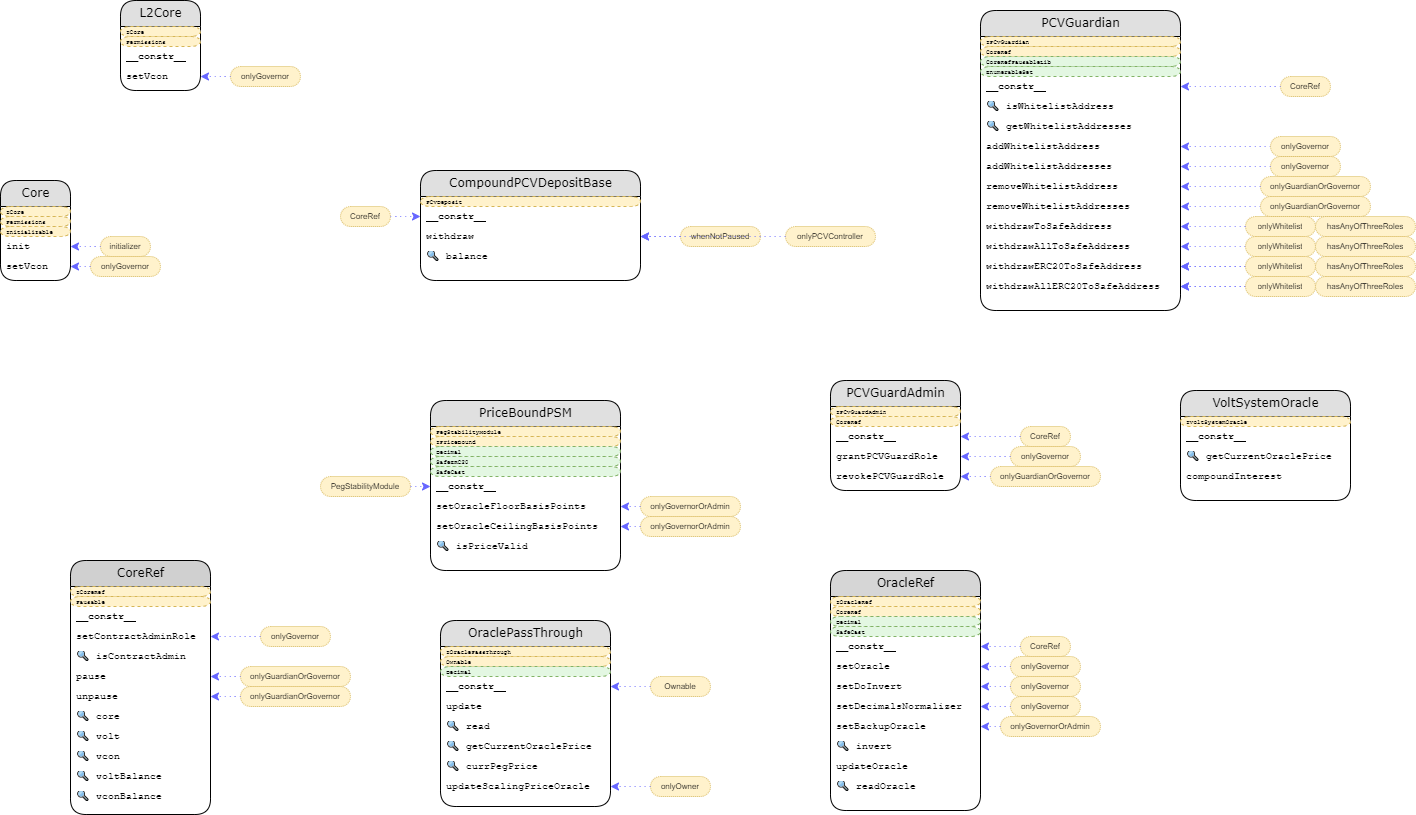 L2Core
ICore
Permissions
__constr__
setVcon
onlyGovernor
PCVGuardian
IPCVGuardian
CoreRef
CoreRefPausableLib
EnumerableSet
__constr__
CoreRef
isWhitelistAddress
getWhitelistAddresses
addWhitelistAddress
onlyGovernor
addWhitelistAddresses
onlyGovernor
removeWhitelistAddress
onlyGuardianOrGovernor
removeWhitelistAddresses
onlyGuardianOrGovernor
withdrawToSafeAddress
onlyWhitelist
hasAnyOfThreeRoles
withdrawAllToSafeAddress
onlyWhitelist
hasAnyOfThreeRoles
withdrawERC20ToSafeAddress
onlyWhitelist
hasAnyOfThreeRoles
withdrawAllERC20ToSafeAddress
onlyWhitelist
hasAnyOfThreeRoles
Core
ICore
Permissions
Initializable
init
initializer
setVcon
onlyGovernor
CompoundPCVDepositBase
PCVDeposit
CoreRef
__constr__
withdraw
whenNotPaused
onlyPCVController
balance
PriceBoundPSM
PegStabilityModule
IPriceBound
Decimal
SafeERC20
SafeCast
PegStabilityModule
__constr__
setOracleFloorBasisPoints
onlyGovernorOrAdmin
setOracleCeilingBasisPoints
onlyGovernorOrAdmin
isPriceValid
PCVGuardAdmin
IPCVGuardAdmin
CoreRef
__constr__
CoreRef
grantPCVGuardRole
onlyGovernor
revokePCVGuardRole
onlyGuardianOrGovernor
VoltSystemOracle
IVoltSystemOracle
__constr__
getCurrentOraclePrice
compoundInterest
CoreRef
ICoreRef
Pausable
__constr__
setContractAdminRole
onlyGovernor
isContractAdmin
pause
onlyGuardianOrGovernor
unpause
onlyGuardianOrGovernor
core
volt
vcon
voltBalance
vconBalance
OraclePassThrough
IOraclePassThrough
Ownable
Decimal
__constr__
Ownable
update
read
getCurrentOraclePrice
currPegPrice
updateScalingPriceOracle
onlyOwner
OracleRef
IOracleRef
CoreRef
Decimal
SafeCast
__constr__
CoreRef
setOracle
onlyGovernor
setDoInvert
onlyGovernor
setDecimalsNormalizer
onlyGovernor
setBackupOracle
onlyGovernorOrAdmin
invert
updateOracle
readOracle